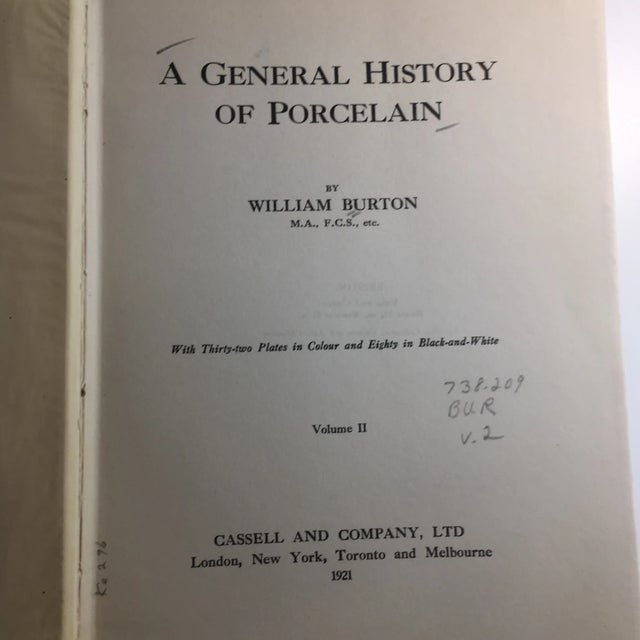 A GENERAL HISTORY
OF PORCELAIN
BY
WILLIAM BURTON
M.A., F.C.S., etc.
With Thirty-two Plates in Colour and Eighty in Black-and-White
738.209
BUR
v.2
Volume II
CASSELL AND COMPANY, LTD
London, New York, Toronto and Melbourne
1921